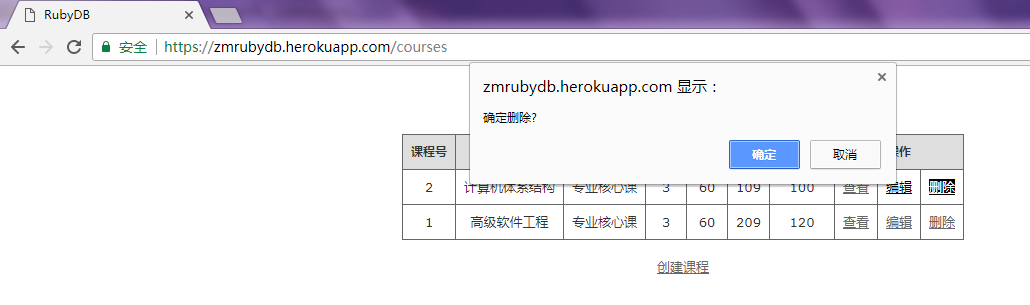 RubyDB
安全 https://zmrubydb.herokuapp.com/courses
zmrubydb.herokuapp.com 显示：
确定删除?
确定 取消
课程号 操作
2 计算机体系结构 专业核心课 3 60 109 100 查看 编辑 删除
1 高级软件工程 专业核心课 3 60 209 120 查看 编辑 删除
创建课程